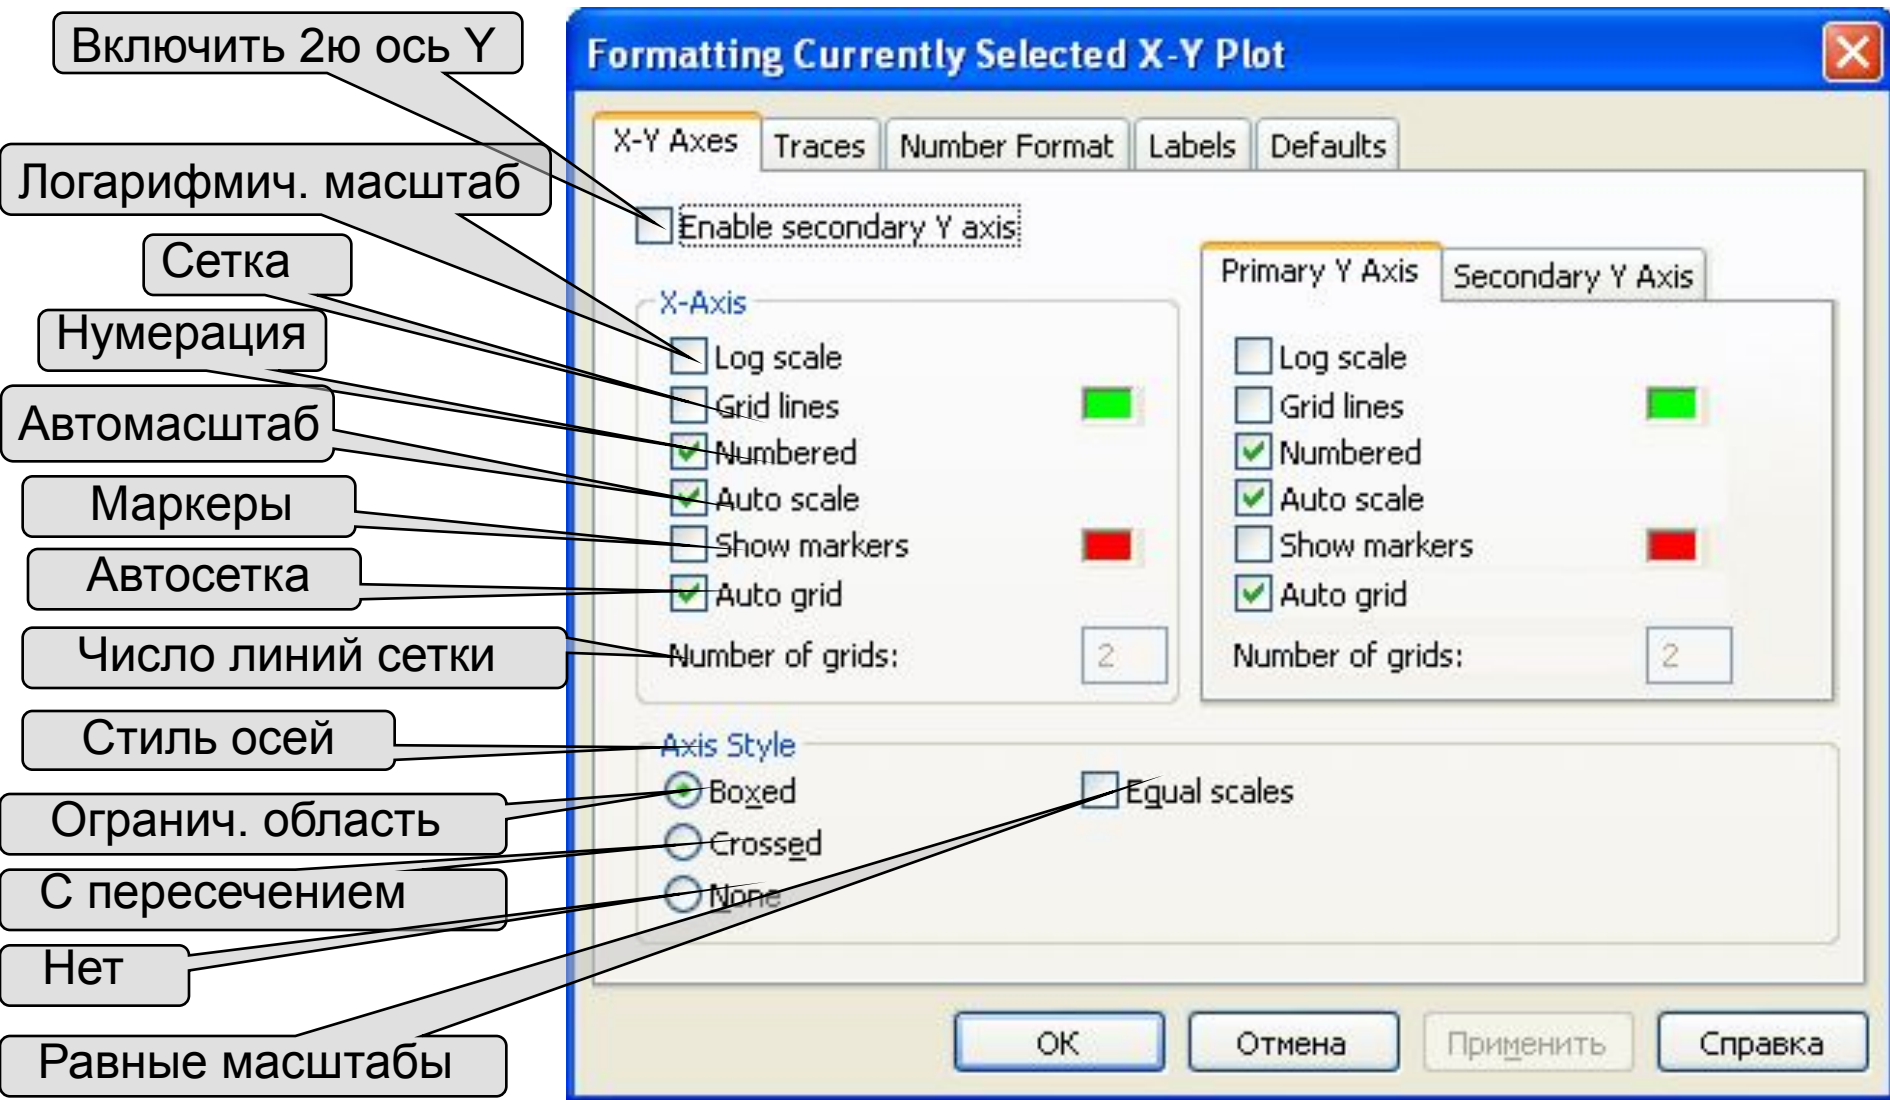 Включить 2ю ось Y
Логарифмич. масштаб
Сетка
Нумерация
Автомасштаб
Маркеры
Автосетка
Число линий сетки
Стиль осей
Огранич. область
С пересечением
Нет
Равные масштабы
Formatting Currently Selected X-Y Plot
X-Y Axes Traces Number Format Labels Defaults
Enable secondary Y axis
X-Axis
Log scale
Grid lines
Numbered
Auto scale
Show markers
Auto grid
Number of grids: 2
Primary Y Axis Secondary Y Axis
Log scale
Grid lines
Numbered
Auto scale
Show markers
Auto grid
Number of grids: 2
Axis Style
Boxed
Crossed
None
Equal scales
ОК Отмена Применить Справка